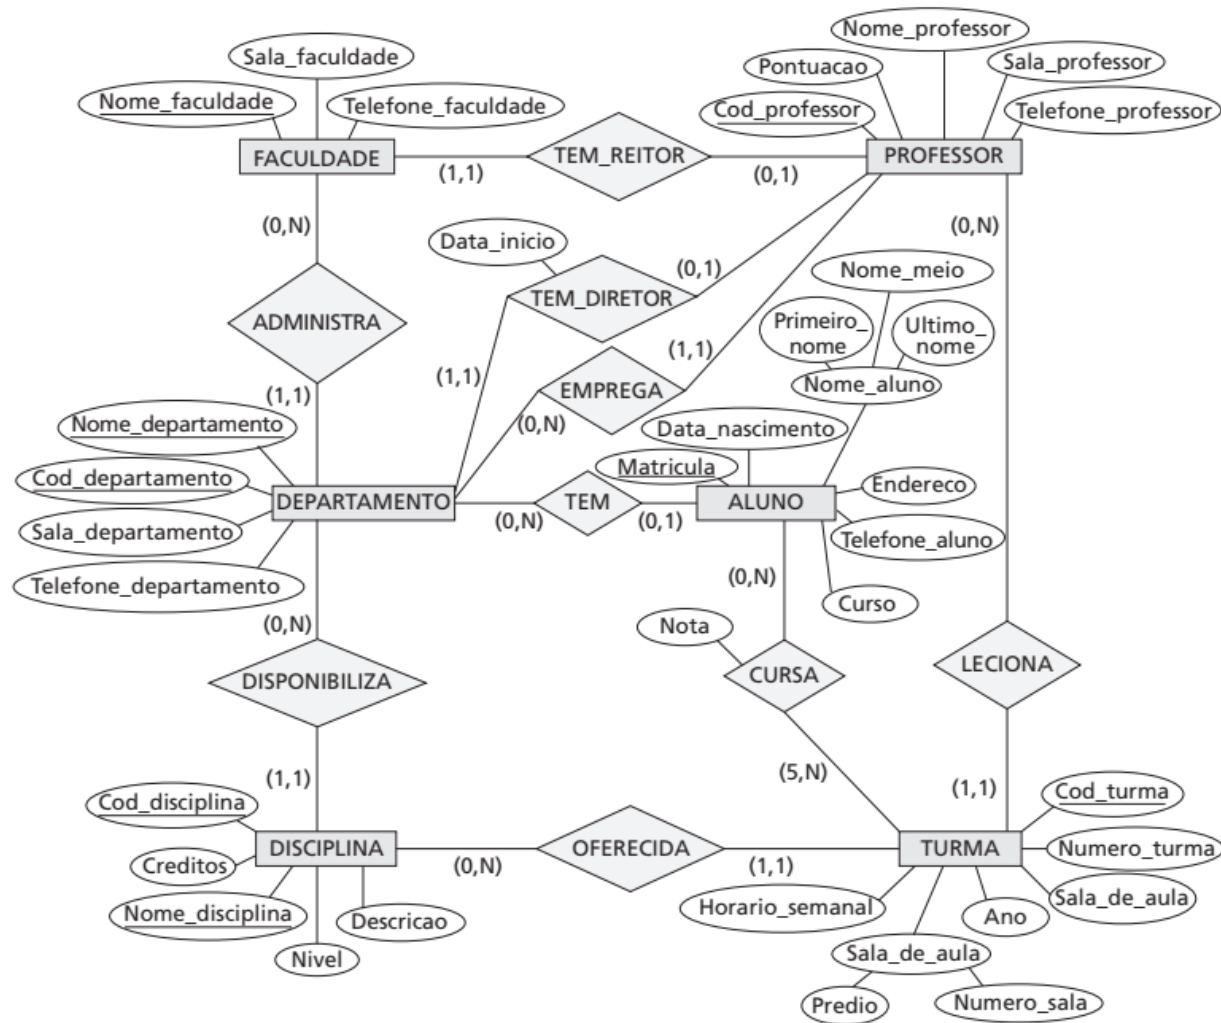 Nome_professor
Sala_faculdade
Pontuacao
Sala_professor
Nome_faculdade
Telefone_faculdade
Cod_professor
Telefone_professor
FACULDADE
(1,1)
TEM_REITOR
(0,1)
PROFESSOR
(0,N)
(0,N)
Data_inicio
(0,1)
Nome_meio
TEM_DIRETOR
ADMINISTRA
Primeiro_
nome
Ultimo_
nome
(1,1)
(1,1)
Nome_aluno
EMPREGA
(1,1)
(0,N)
Nome_departamento
Data_nascimento
Cod_departamento
Matricula
Endereco
DEPARTAMENTO
(0,N)
TEM
(0,1)
ALUNO
Sala_departamento
Telefone_aluno
Telefone_departamento
(0,N)
Curso
(0,N)
Nota
DISPONIBILIZA
CURSA
LECIONA
(1,1)
(5,N)
(1,1)
Cod_disciplina
Cod_turma
DISCIPLINA
(0,N)
OFERECIDA
(1,1)
TURMA
Numero_turma
Creditos
Sala_de_aula
Nome_disciplina
Descricao
Horario_semanal
Ano
Nivel
Sala_de_aula
Predio
Numero_sala